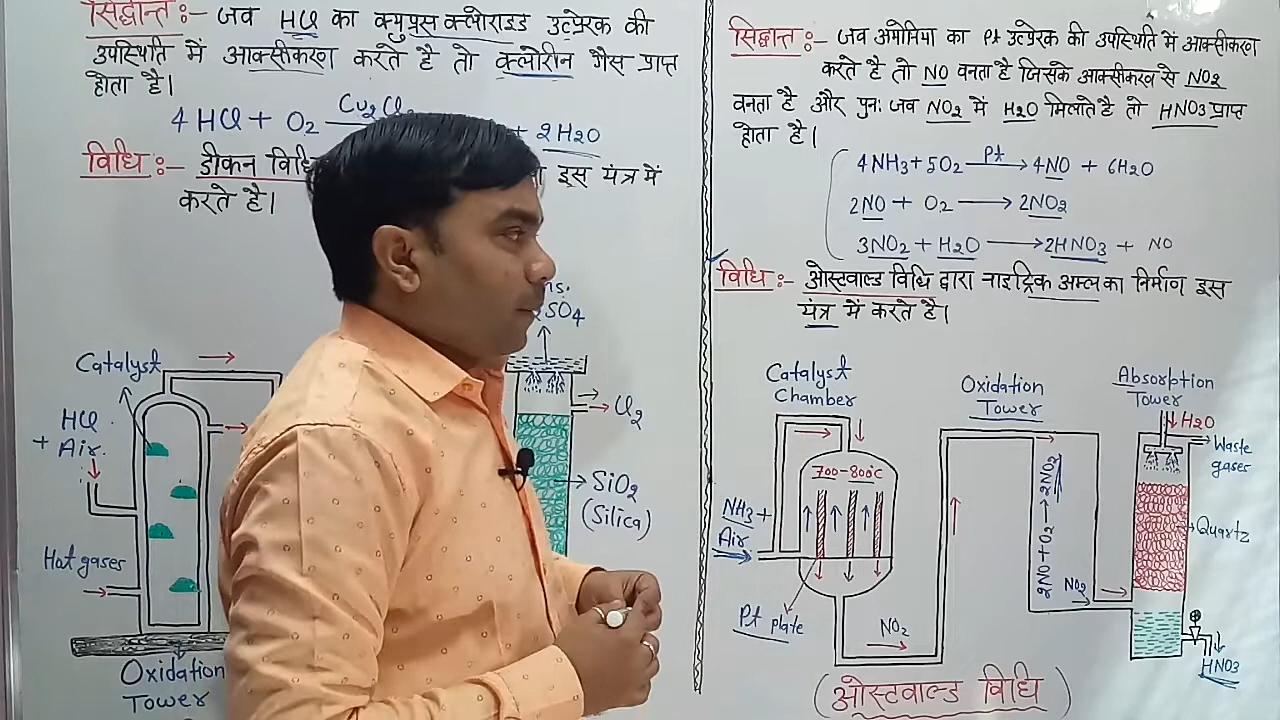 सिद्धान्त :- जब HCl का क्युप्रस क्लोराइड उत्प्रेरक की
उपस्थिति में आक्सीकरण करते है तो क्लोरीन गैस प्राप्त
होता है।
4 HCl + O2 + 2H2O
विधि :- डीकन विधि इस यंत्र में
करते है।
SO4
Catalyst
HCl
+ Air.
Cl2
SiO2
(Silica)
Hot gases
Oxidation
Tower
सिद्धान्त :- जब अमोनिया का Pt उत्प्रेरक की उपस्थिति में आक्सीकरण
करते है तो NO बनता है जिसके आक्सीकरण से NO2
बनता है और पुनः जब NO2 में H2O मिलाते है तो HNO3 प्राप्त
होता है।
4NH3 + 5O2 Pt → 4NO + 6H2O
2NO + O2 → 2NO2
3NO2 + H2O → 2HNO3 + NO
विधि :- ओस्टवाल्ड विधि द्वारा नाइट्रिक अम्ल का निर्माण इस
यंत्र में करते है।
Catalyst
Chamber
Oxidation
Tower
Absorption
Tower
H2O
Waste
gases
700-800°C
NH3 +
Air
2NO + O2 → 2NO2
Quartz
NO2
Pt plate
NO2
HNO3
(ओस्टवाल्ड विधि)